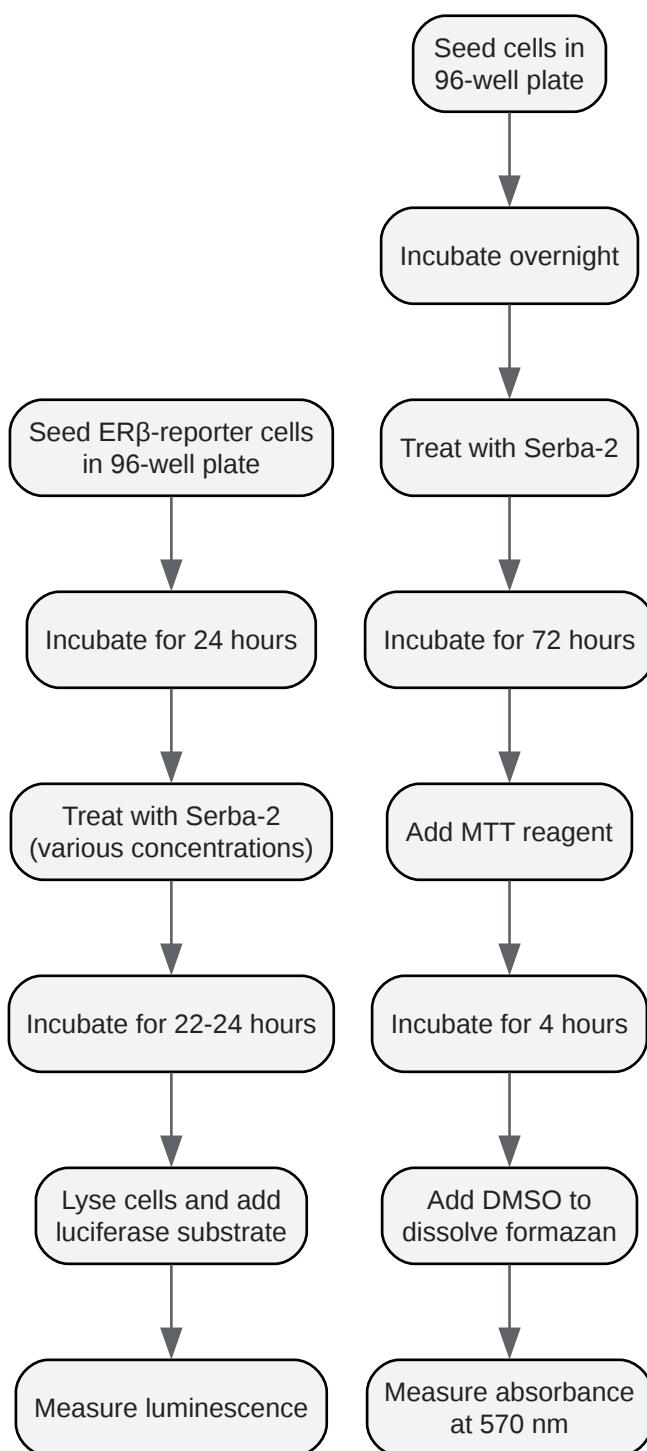 Seed ERβ-reporter cells
in 96-well plate
Incubate for 24 hours
Treat with Serba-2
(various concentrations)
Incubate for 22-24 hours
Lyse cells and add
luciferase substrate
Measure luminescence
Seed cells in
96-well plate
Incubate overnight
Treat with Serba-2
Incubate for 72 hours
Add MTT reagent
Incubate for 4 hours
Add DMSO to
dissolve formazan
Measure absorbance
at 570 nm